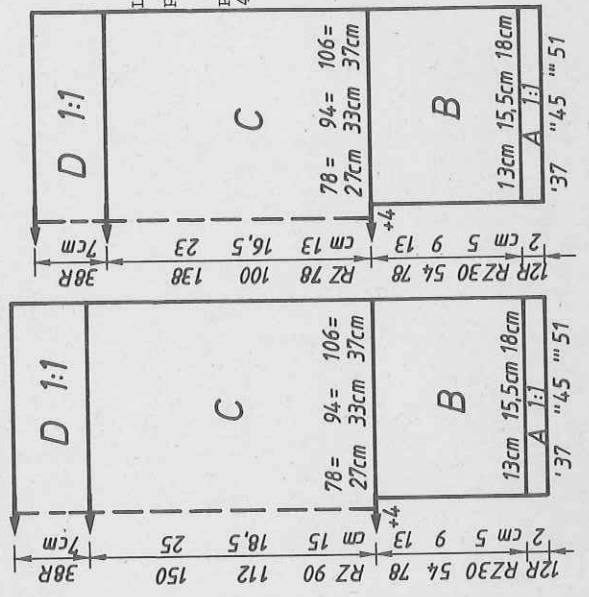 D 1:1
C
78= 94= 106=
27cm 33cm 37cm
B
13cm 15,5cm 18cm
A 1:1
'37 "45 '"51
+4
38R
7cm
RZ 90 112 150
cm 15 18,5 25
12R RZ30 54 78
2 cm 5 9 13
D 1:1
C
78= 94= 106=
27cm 33cm 37cm
B
13cm 15,5cm 18cm
A 1:1
'37 "45 '"51
+4
38R
7cm
RZ 78 100 138
cm 13 16,5 23
12R RZ30 54 78
2 cm 5 9 13